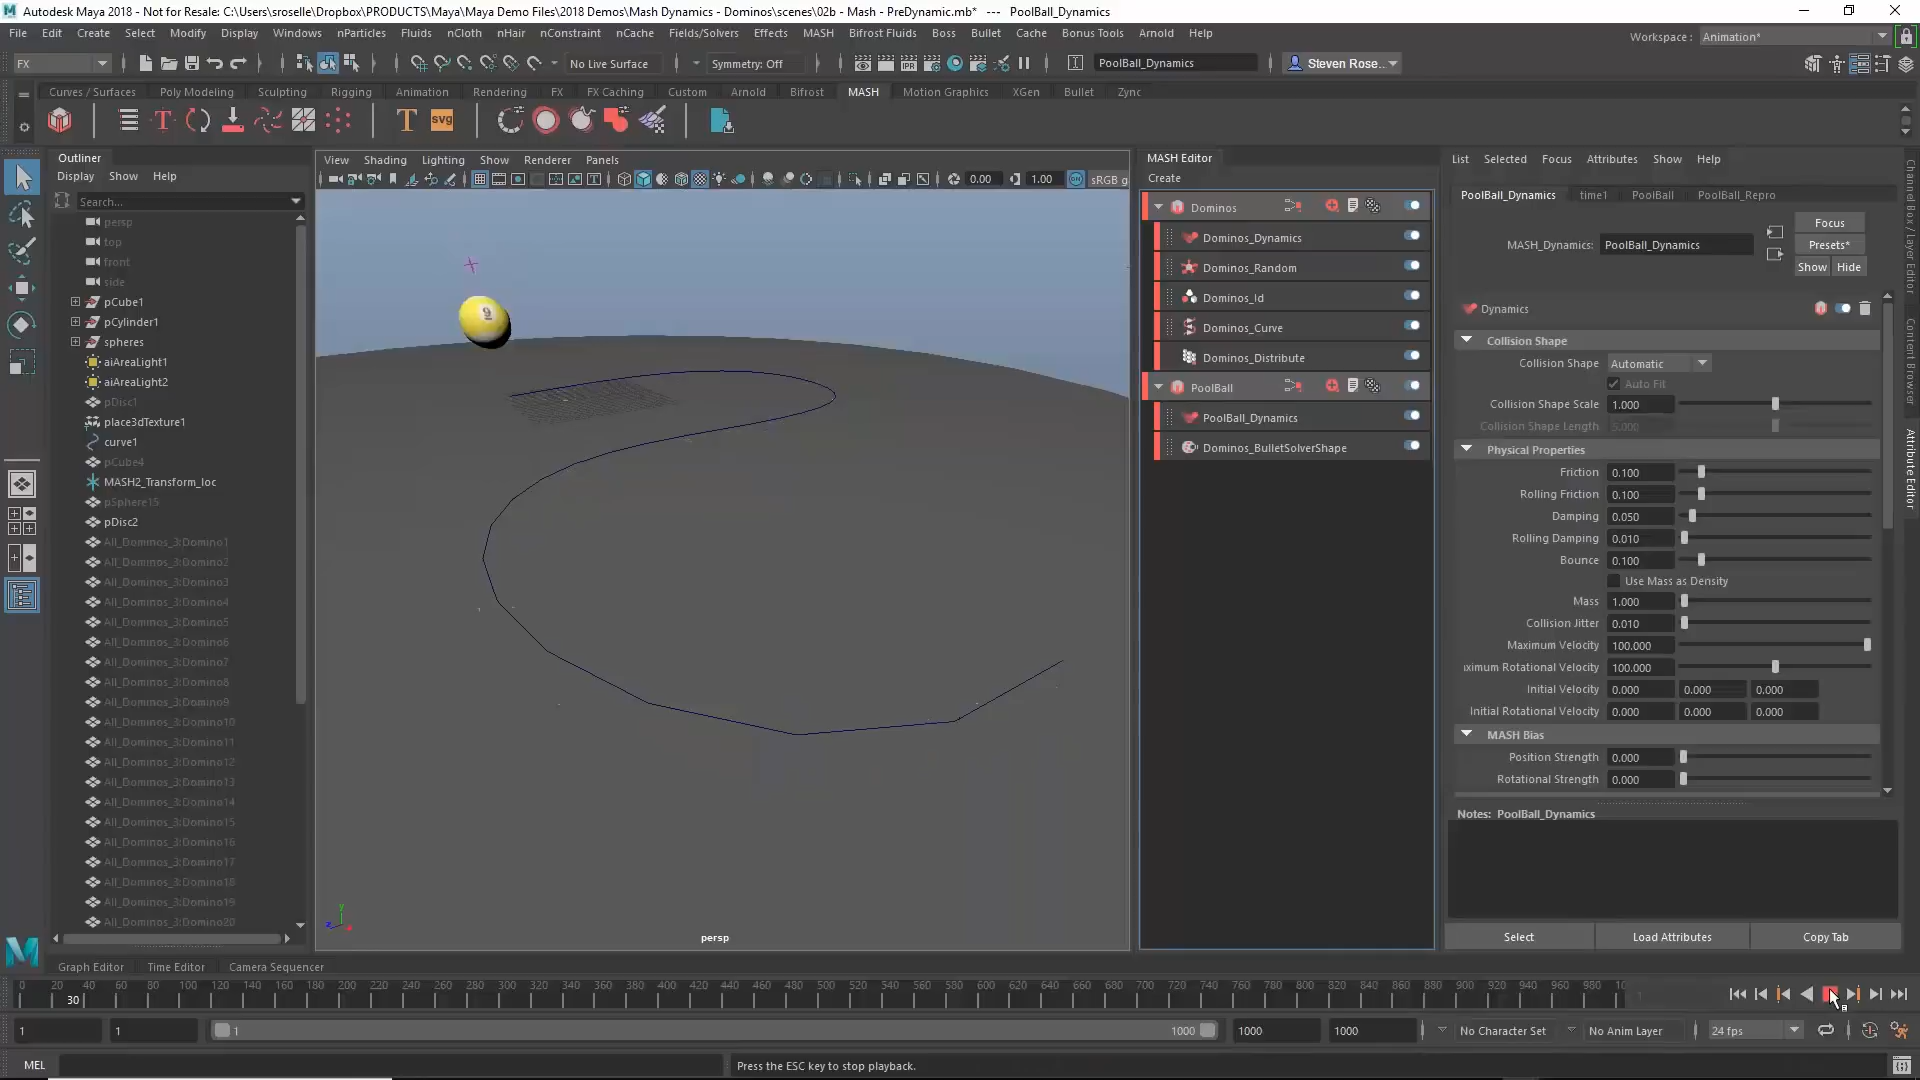 Autodesk Maya 2018 - Not for Resale: C:\Users\sroselle\Dropbox\PRODUCTS\Maya\Maya Demo Files\2018 Demos\Mash Dynamics - Dominos\scenes\02b - Mash - PreDynamic.mb* --- PoolBall_Dynamics
File Edit Create Select Modify Display Windows nParticles Fluids nCloth nHair nConstraint nCache Fields/Solvers Effects MASH Bifrost Fluids Boss Bullet Cache Bonus Tools Arnold Help
Workspace : Animation*
FX No Live Surface Symmetry: Off PoolBall_Dynamics Steven Rose..
Curves / Surfaces Poly Modeling Sculpting Rigging Animation Rendering FX FX Caching Custom Arnold Bifrost MASH Motion Graphics XGen Bullet Zync
T T svg
Outliner
Display Show Help
Search...
persp
top
front
side
pCube1
pCylinder1
spheres
aiAreaLight1
aiAreaLight2
pDisc1
place3dTexture1
curve1
pCube4
MASH2_Transform_loc
pSphere15
pDisc2
All_Dominos_3:Domino1
All_Dominos_3:Domino2
All_Dominos_3:Domino3
All_Dominos_3:Domino4
All_Dominos_3:Domino5
All_Dominos_3:Domino6
All_Dominos_3:Domino7
All_Dominos_3:Domino8
All_Dominos_3:Domino9
All_Dominos_3:Domino10
All_Dominos_3:Domino11
All_Dominos_3:Domino12
All_Dominos_3:Domino13
All_Dominos_3:Domino14
All_Dominos_3:Domino15
All_Dominos_3:Domino16
All_Dominos_3:Domino17
All_Dominos_3:Domino18
All_Dominos_3:Domino19
All_Dominos_3:Domino20
View Shading Lighting Show Renderer Panels
0.00 1.00 sRGB g
9
y
z
persp
MASH Editor
Create
Dominos
Dominos_Dynamics
Dominos_Random
Dominos_Id
Dominos_Curve
Dominos_Distribute
PoolBall
PoolBall_Dynamics
Dominos_BulletSolverShape
List Selected Focus Attributes Show Help
PoolBall_Dynamics time1 PoolBall PoolBall_Repro
MASH_Dynamics: PoolBall_Dynamics
Focus
Presets*
Show Hide
Dynamics
Collision Shape
Collision Shape Automatic
Auto Fit
Collision Shape Scale 1.000
Collision Shape Length 5.000
Physical Properties
Friction 0.100
Rolling Friction 0.100
Damping 0.050
Rolling Damping 0.010
Bounce 0.100
Use Mass as Density
Mass 1.000
Collision Jitter 0.010
Maximum Velocity 100.000
ximum Rotational Velocity 100.000
Initial Velocity 0.000 0.000 0.000
Initial Rotational Velocity 0.000 0.000 0.000
MASH Bias
Position Strength 0.000
Rotational Strength 0.000
Notes: PoolBall_Dynamics
Select Load Attributes Copy Tab
Channel Box / Layer Editor
Content Browser
Attribute Editor
Graph Editor Time Editor Camera Sequencer
0 20 40 60 80 100 120 140 160 180 200 220 240 260 280 300 320 340 360 380 400 420 440 460 480 500 520 540 560 580 600 620 640 660 680 700 720 740 760 780 800 820 840 860 880 900 920 940 960 980 10
30
1 1 1 1000 1000 1000 No Character Set No Anim Layer 24 fps
MEL Press the ESC key to stop playback.